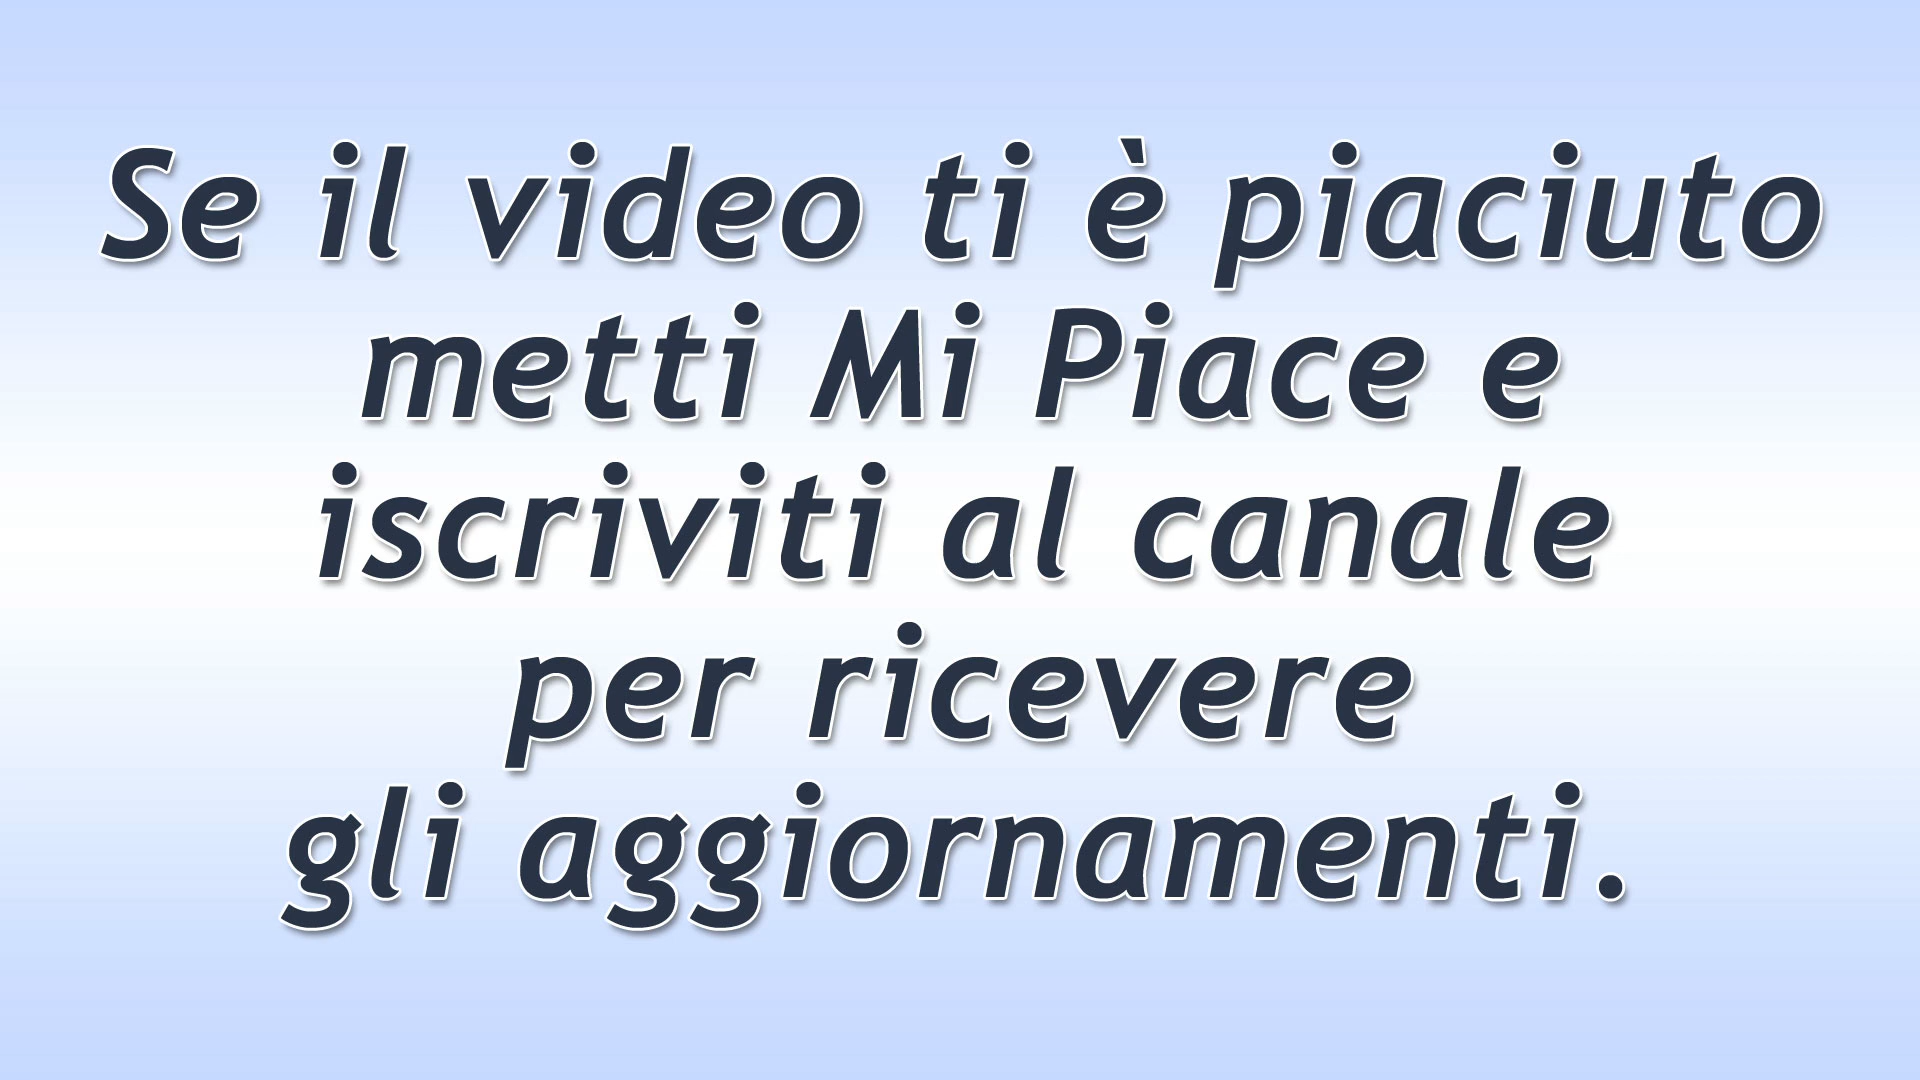 Se il video ti è piaciuto
metti Mi Piace e
iscriviti al canale
per ricevere
gli aggiornamenti.